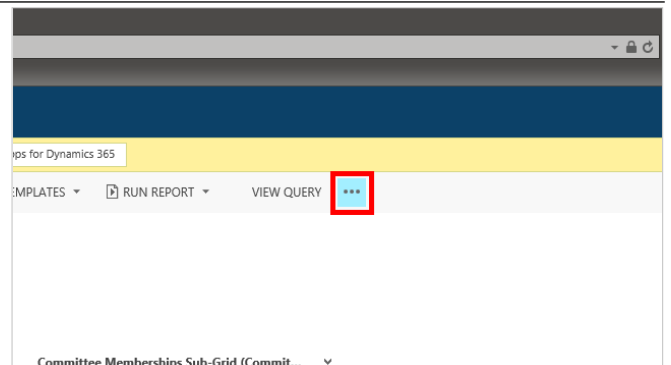 ps for Dynamics 365
EMPLATES RUN REPORT VIEW QUERY ...
Committee Memberships Sub-Grid (Commit...